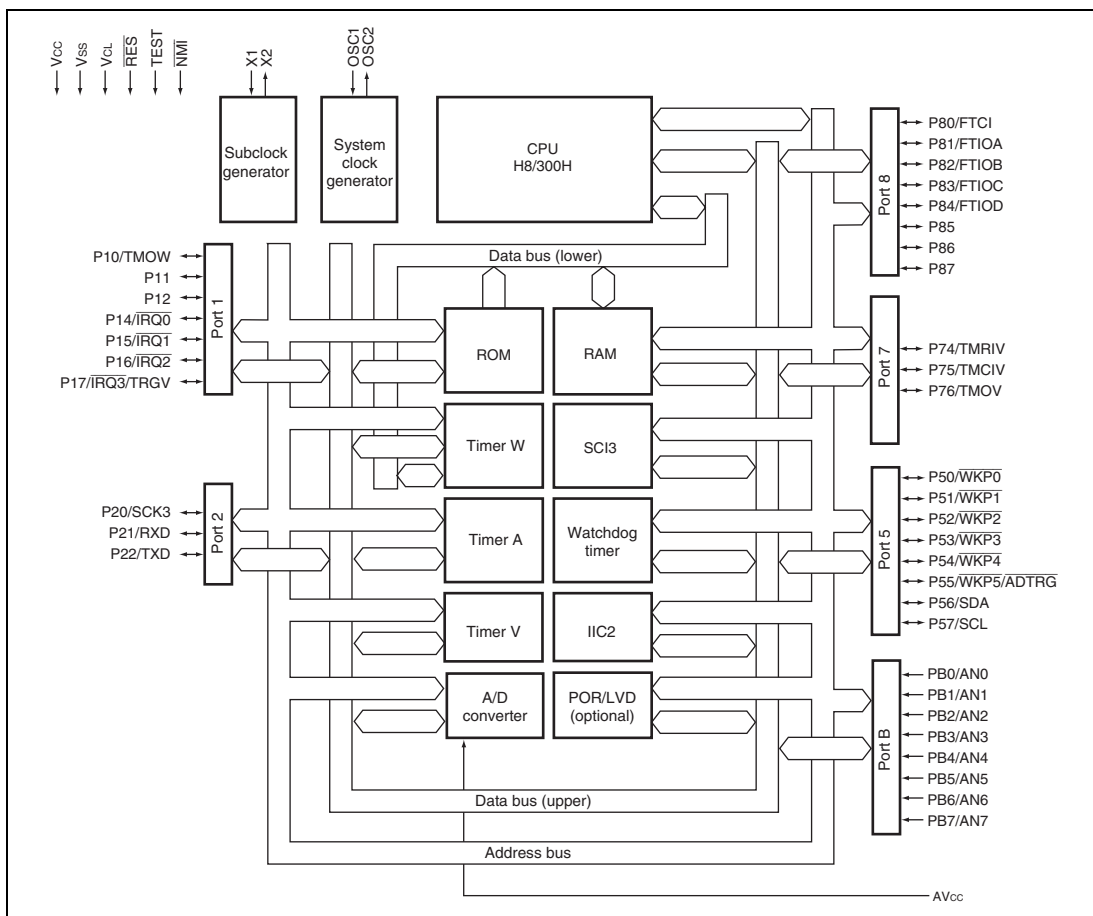 Vcc
Vss
VCL
RES
TEST
NMI
X1
X2
OSC1
OSC2
Subclock
generator
System
clock
generator
CPU
H8/300H
Port 8
P80/FTCI
P81/FTIOA
P82/FTIOB
P83/FTIOC
P84/FTIOD
P85
P86
P87
Data bus (lower)
P10/TMOW
P11
P12
P14/IRQ0
P15/IRQ1
P16/IRQ2
P17/IRQ3/TRGV
Port 1
ROM
RAM
Port 7
P74/TMRIV
P75/TMCIV
P76/TMOV
Timer W
SCI3
P20/SCK3
P21/RXD
P22/TXD
Port 2
Timer A
Watchdog
timer
Port 5
P50/WKP0
P51/WKP1
P52/WKP2
P53/WKP3
P54/WKP4
P55/WKP5/ADTRG
P56/SDA
P57/SCL
Timer V
IIC2
A/D
converter
POR/LVD
(optional)
Port B
PB0/AN0
PB1/AN1
PB2/AN2
PB3/AN3
PB4/AN4
PB5/AN5
PB6/AN6
PB7/AN7
Data bus (upper)
Address bus
AVcc